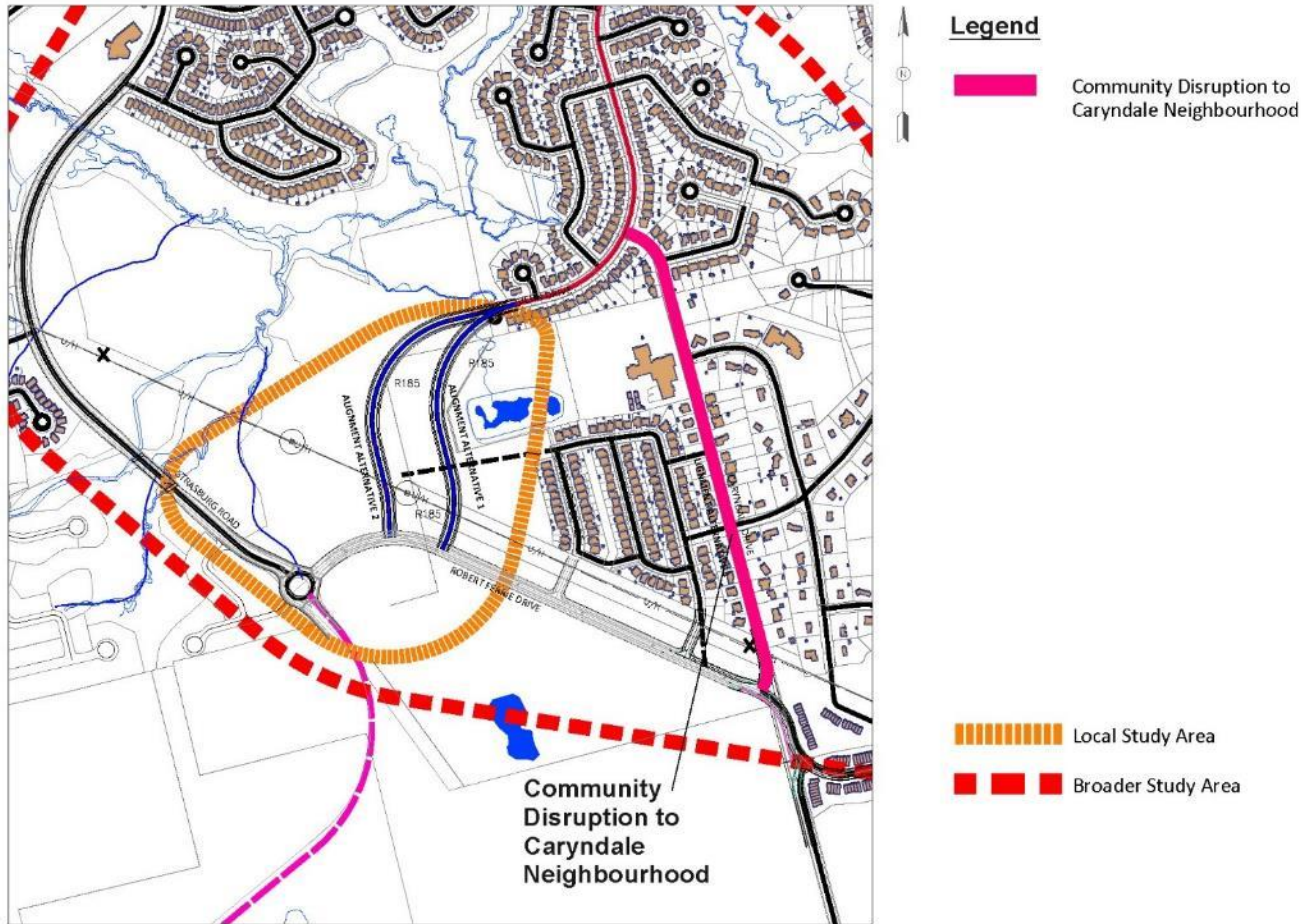 Legend
Community Disruption to
Caryndale Neighbourhood
N
U/H
U/H
U/H
U/H
U/H
U/H
R185
R185
ALIGNMENT ALTERNATIVE 2
ALIGNMENT ALTERNATIVE 1
STRASBURG ROAD
ROBERT FERRIE DRIVE
DRIVE
Community
Disruption to
Caryndale
Neighbourhood
Local Study Area
Broader Study Area